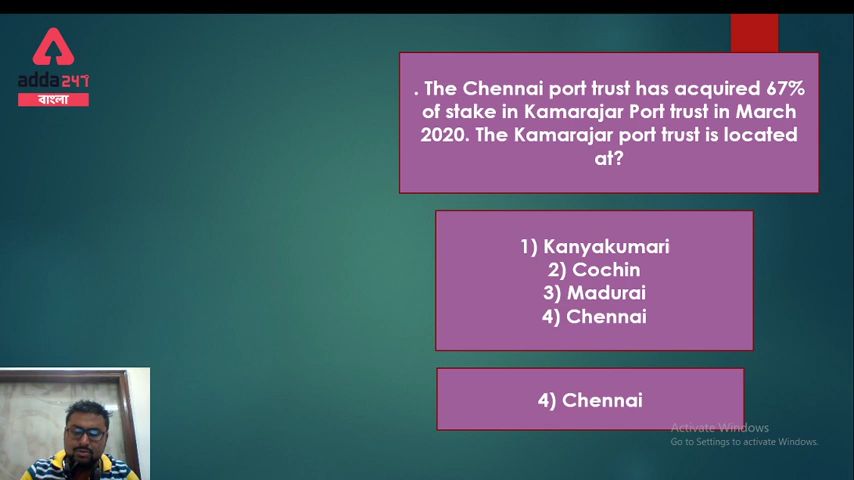 adda247
বাংলা
. The Chennai port trust has acquired 67%
of stake in Kamarajar Port trust in March
2020. The Kamarajar port trust is located
at?
1) Kanyakumari
2) Cochin
3) Madurai
4) Chennai
4) Chennai
Activate Windows
Go to Settings to activate Windows.